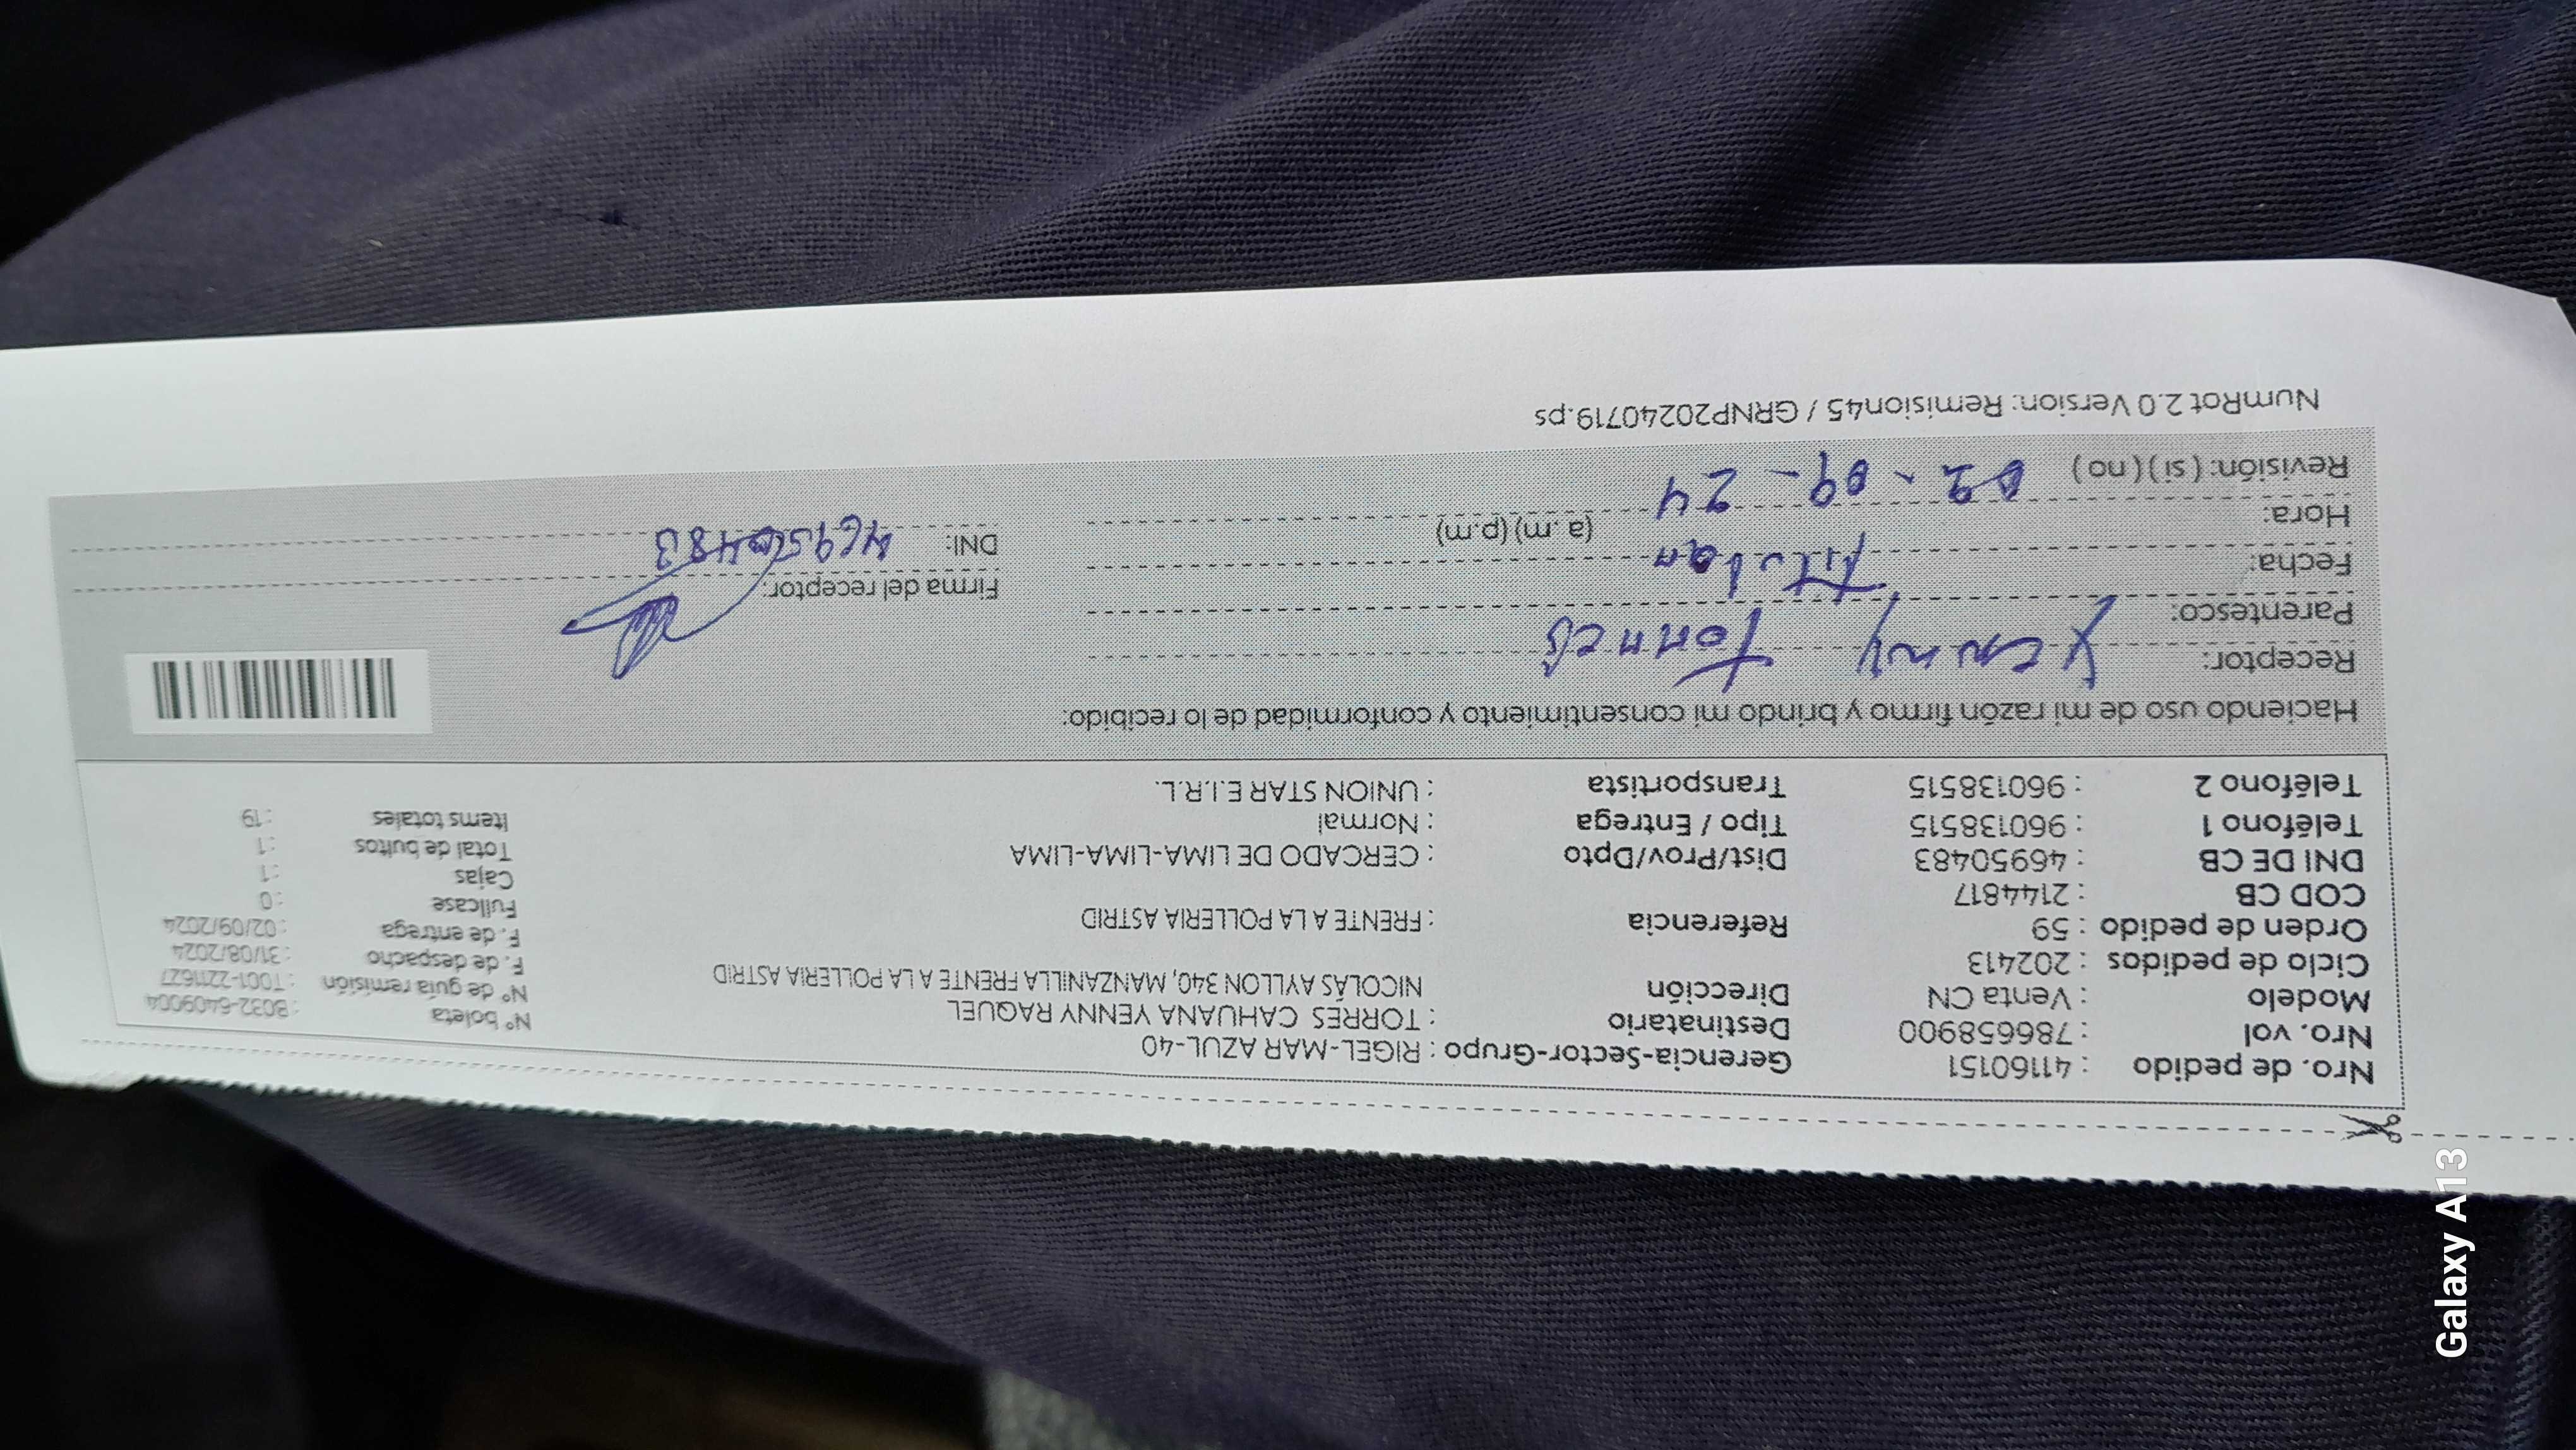 Nro. de pedido : 41160151 Gerencia-Sector-Grupo : RIGEL-MAR AZUL-40
Nro. vol : 786658900 Destinatario : TORRES CAHUANA YENNY RAQUEL Nº boleta : B032-6409004
Modelo : Venta CN Dirección NICOLÁS AYLLON 340, MANZANILLA FRENTE A LA POLLERIA ASTRID Nº de guía remisión : T001-2211627
Ciclo de pedidos : 202413 F. de despacho : 31/08/2024
Orden de pedido : 59 Referencia : FRENTE A LA POLLERIA ASTRID F. de entrega : 02/09/2024
COD CB : 2144817 Fullcase : 0
DNI DE CB : 46950483 Dist/Prov/Dpto : CERCADO DE LIMA-LIMA-LIMA Cajas : 1
Teléfono 1 : 960138515 Tipo / Entrega : Normal Total de bultos : 1
Teléfono 2 : 960138515 Transportista : UNION STAR E.I.R.L. Items totales : 19
Haciendo uso de mi razón firmo y brindo mi consentimiento y conformidad de lo recibido:
Receptor: Yenny Torres
Parentesco: Titular Firma del receptor:
Fecha: DNI: 46950483
Hora: (a. m) (p.m)
Revisión: ( si ) ( no ) 02-09-24
NumRot 2.0 Version: Remision45 / GRNP20240719.ps
Galaxy A13